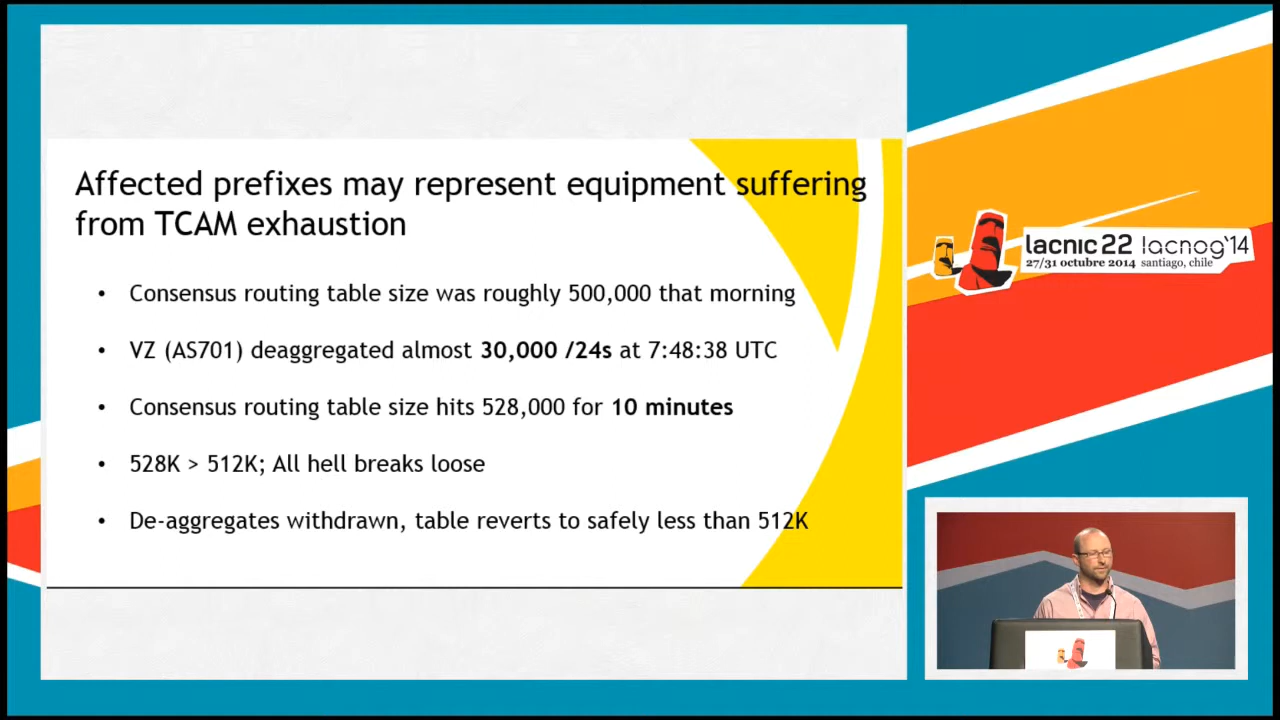 Affected prefixes may represent equipment suffering
from TCAM exhaustion
• Consensus routing table size was roughly 500,000 that morning
• VZ (AS701) deaggregated almost 30,000 /24s at 7:48:38 UTC
• Consensus routing table size hits 528,000 for 10 minutes
• 528K > 512K; All hell breaks loose
• De-aggregates withdrawn, table reverts to safely less than 512K
lacnic 22 lacnog'14
27/31 octubre 2014 santiago, chile